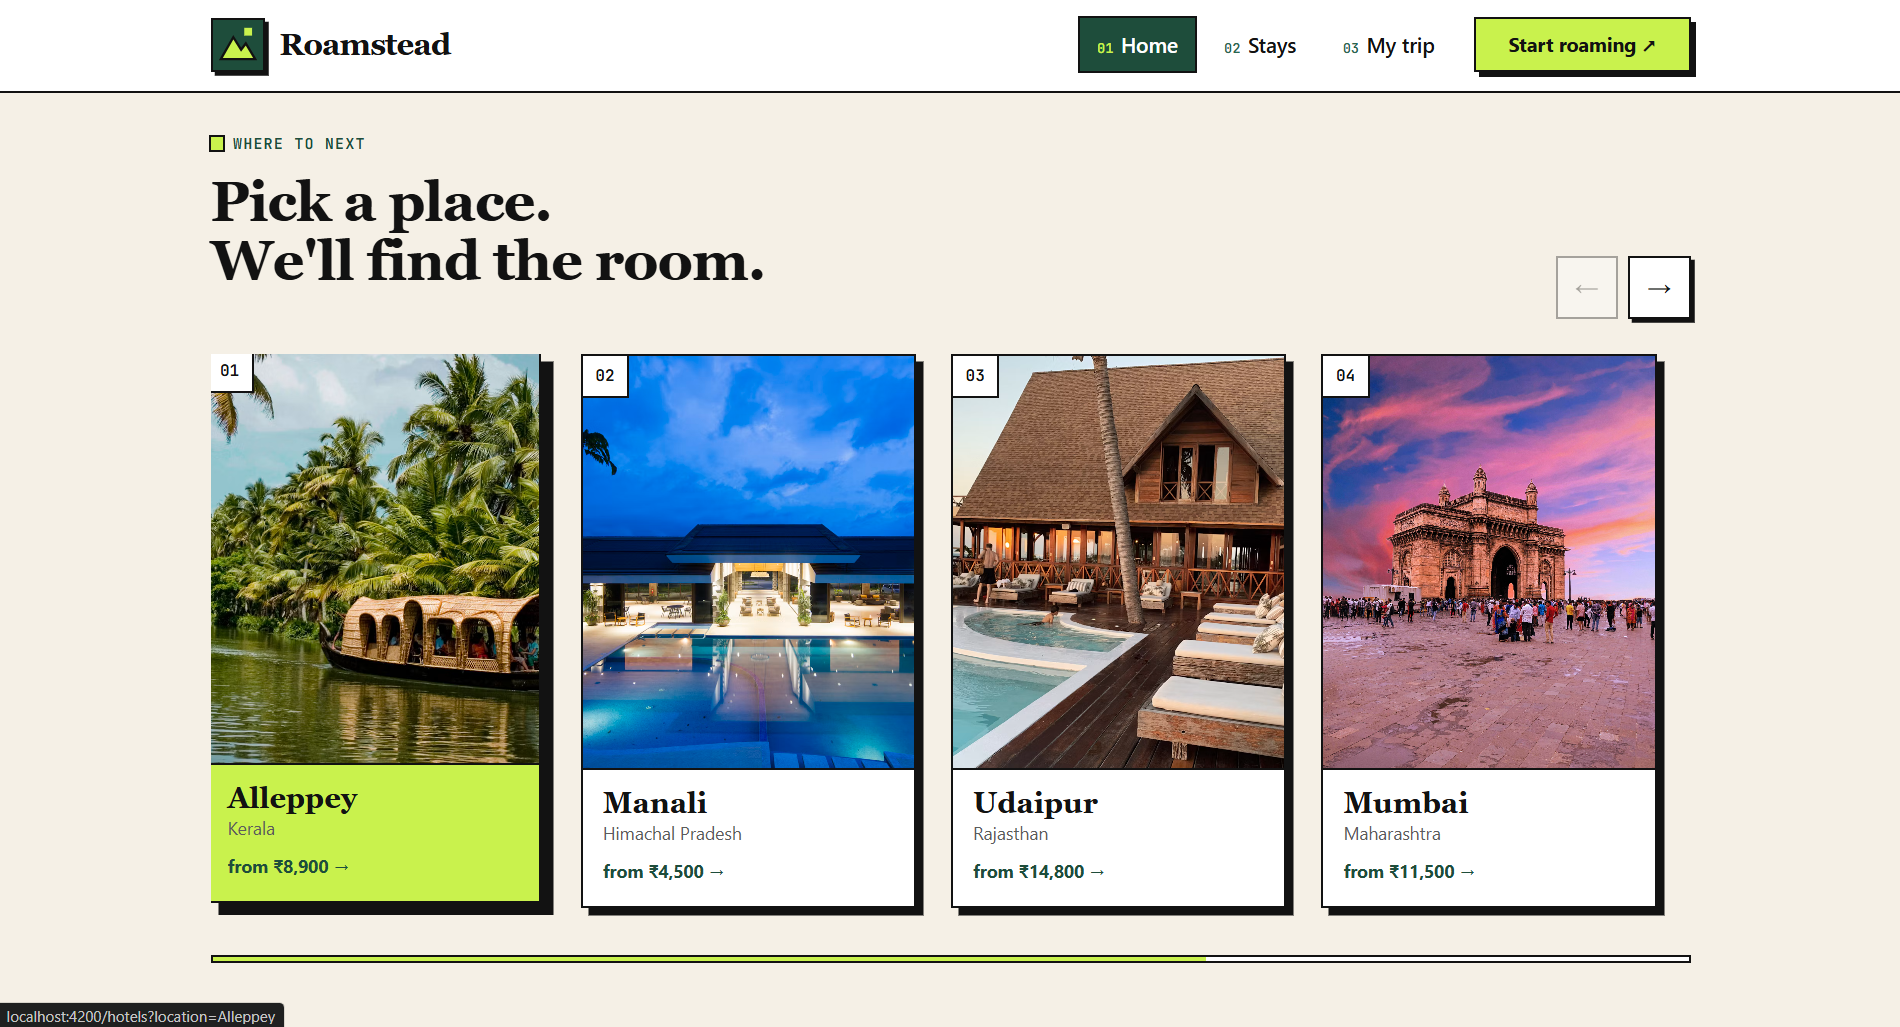 Roamstead
01 Home
02 Stays
03 My trip
Start roaming ↗
WHERE TO NEXT
Pick a place.
We'll find the room.
← →
01
Alleppey
Kerala
from ₹8,900 →
02
Manali
Himachal Pradesh
from ₹4,500 →
03
Udaipur
Rajasthan
from ₹14,800 →
04
Mumbai
Maharashtra
from ₹11,500 →
localhost:4200/hotels?location=Alleppey